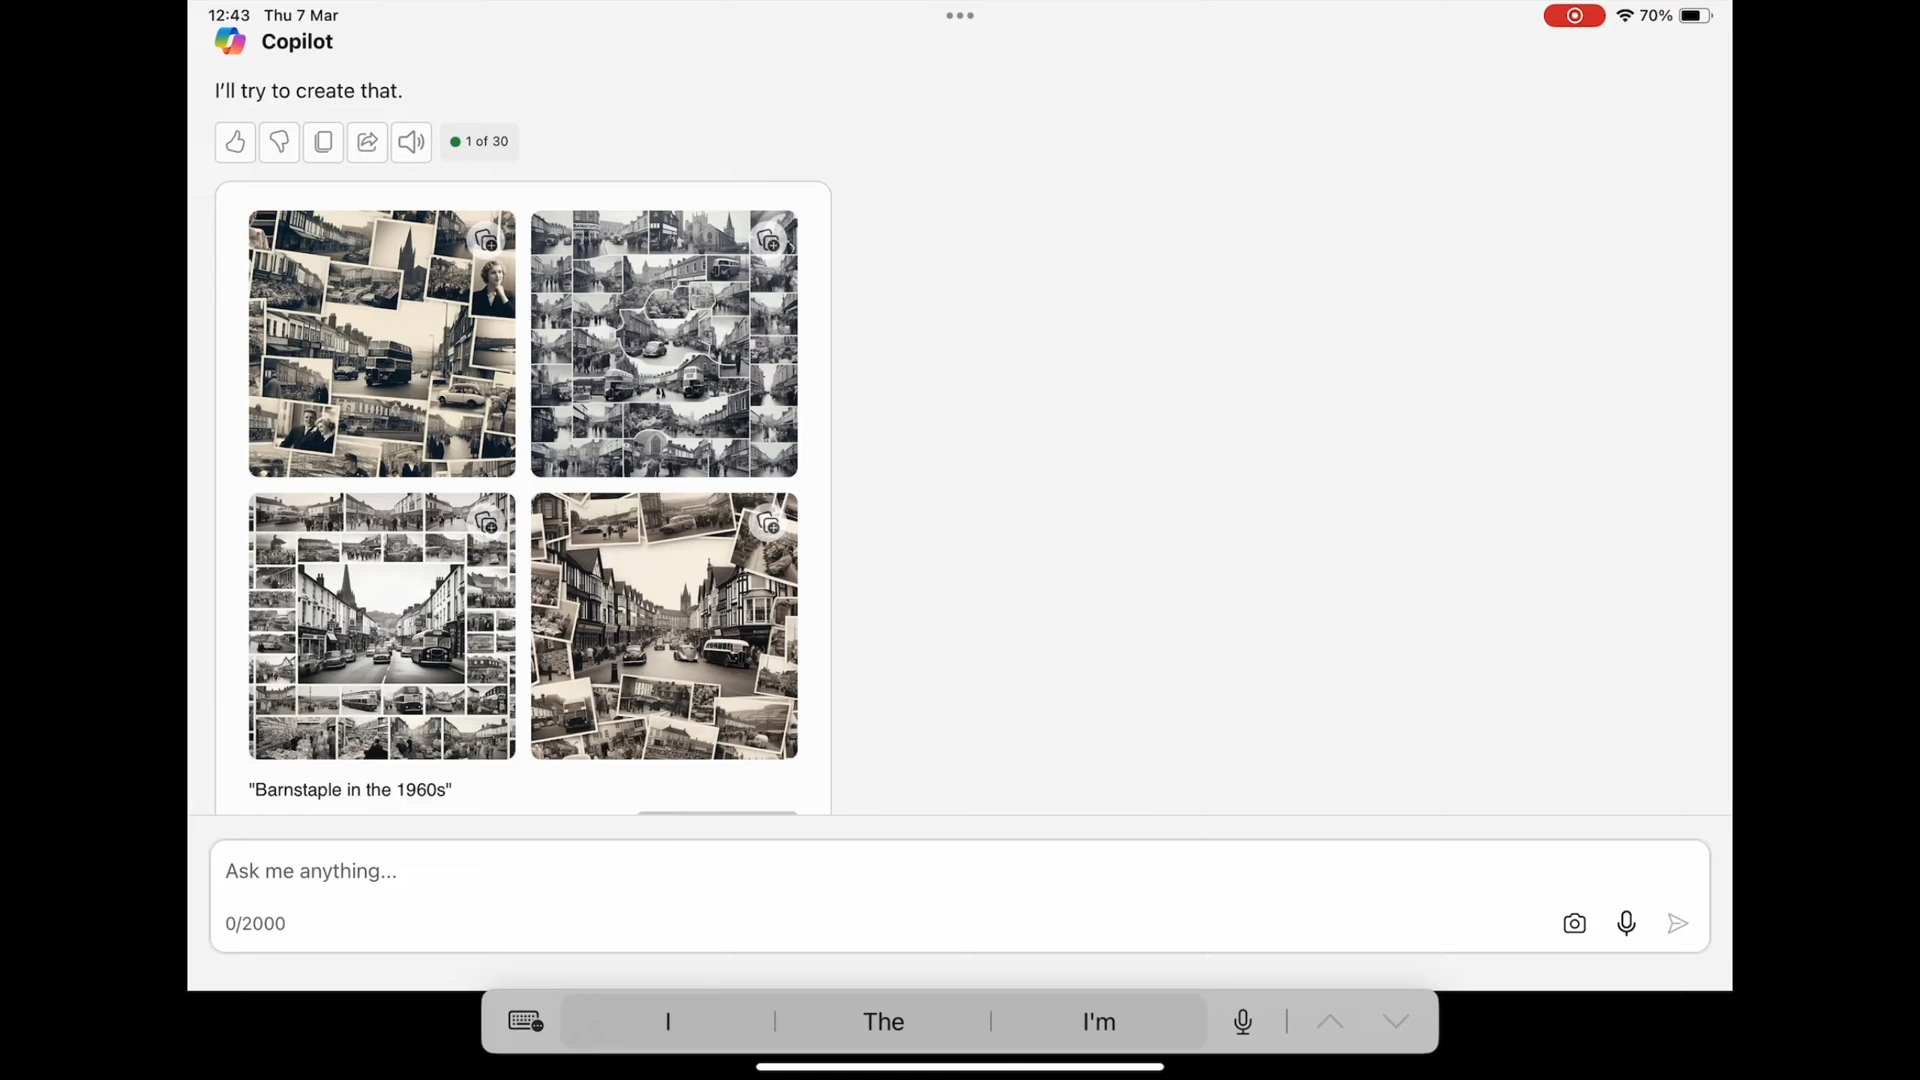 12:43 Thu 7 Mar
70%
Copilot
I'll try to create that.
1 of 30
"Barnstaple in the 1960s"
Ask me anything...
0/2000
I
The
I'm